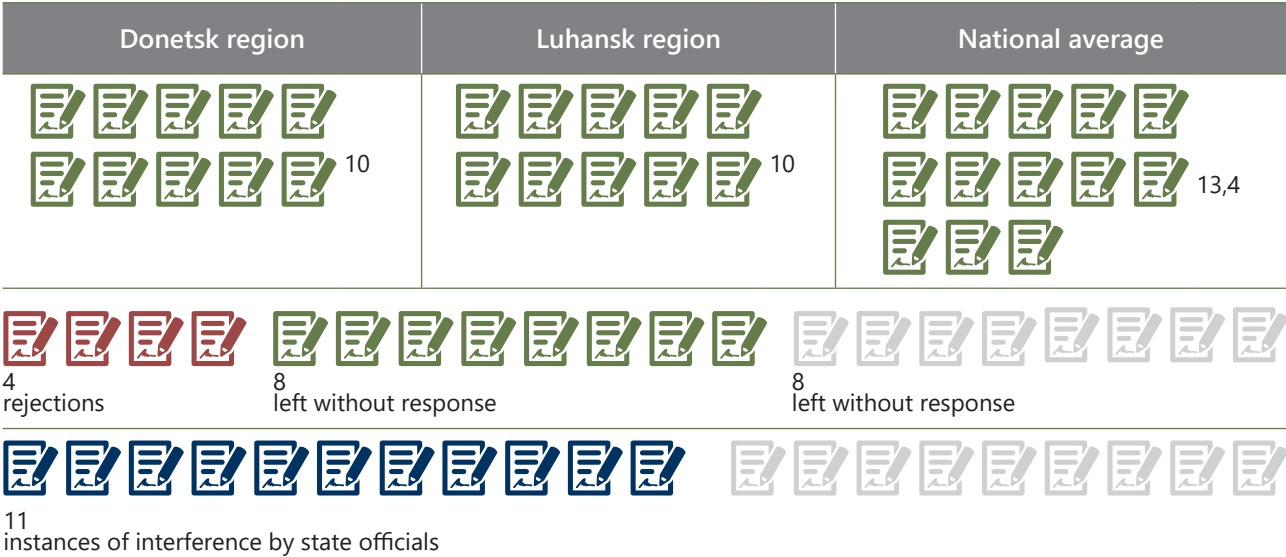 Donetsk region
Luhansk region
National average
10
10
13,4
4
rejections
8
left without response
8
left without response
11
instances of interference by state officials